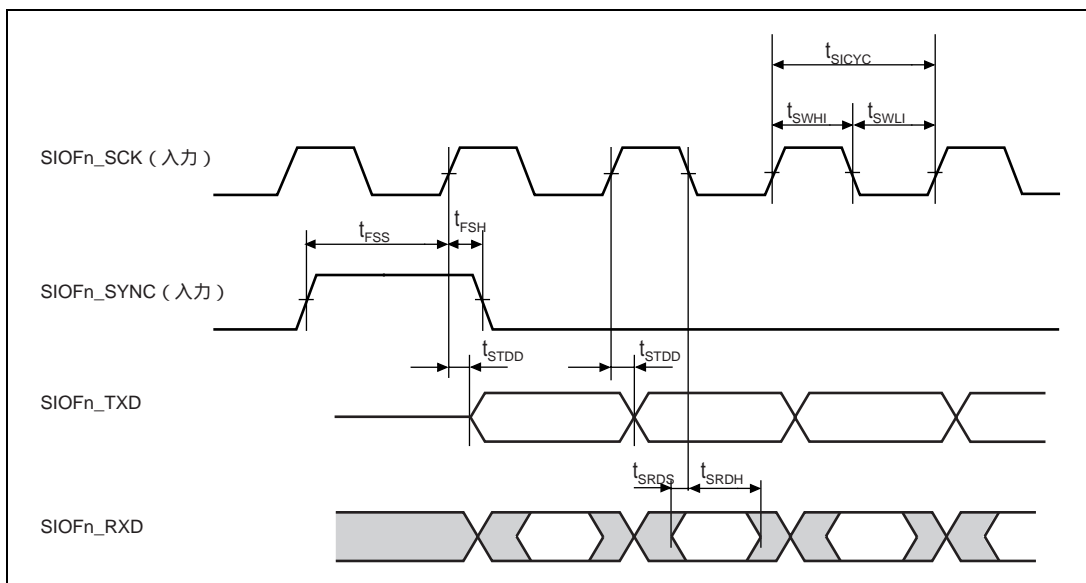 tSICYC
tSWHI tSWLI
SIOFn_SCK（入力）
tFSS tFSH
SIOFn_SYNC（入力）
tSTDD tSTDD
SIOFn_TXD
tSRDS tSRDH
SIOFn_RXD